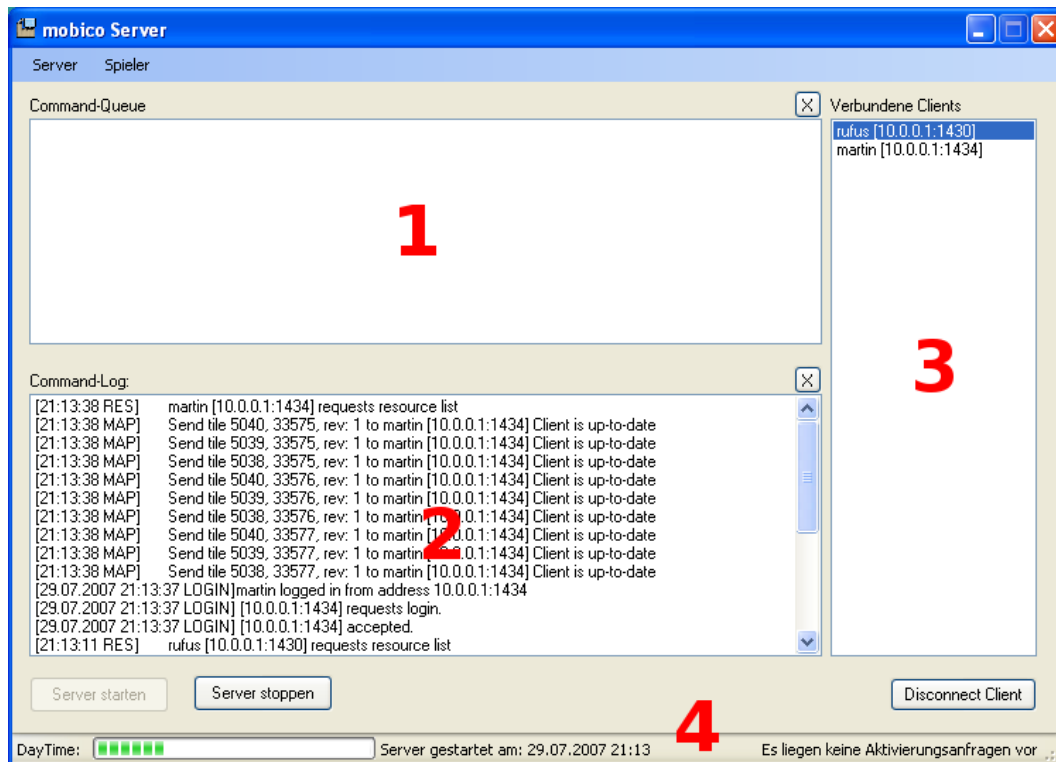 mobico Server
Server Spieler
Command-Queue X
1
Command-Log: X
[21:13:38 RES] martin [10.0.0.1:1434] requests resource list
[21:13:38 MAP] Send tile 5040, 33575, rev: 1 to martin [10.0.0.1:1434] Client is up-to-date
[21:13:38 MAP] Send tile 5039, 33575, rev: 1 to martin [10.0.0.1:1434] Client is up-to-date
[21:13:38 MAP] Send tile 5038, 33575, rev: 1 to martin [10.0.0.1:1434] Client is up-to-date
[21:13:38 MAP] Send tile 5040, 33576, rev: 1 to martin [10.0.0.1:1434] Client is up-to-date
[21:13:38 MAP] Send tile 5039, 33576, rev: 1 to martin [10.0.0.1:1434] Client is up-to-date
[21:13:38 MAP] Send tile 5038, 33576, rev: 1 to martin [10.0.0.1:1434] Client is up-to-date
[21:13:38 MAP] Send tile 5040, 33577, rev: 1 to martin [10.0.0.1:1434] Client is up-to-date
[21:13:38 MAP] Send tile 5039, 33577, rev: 1 to martin [10.0.0.1:1434] Client is up-to-date
[21:13:38 MAP] Send tile 5038, 33577, rev: 1 to martin [10.0.0.1:1434] Client is up-to-date
[29.07.2007 21:13:37 LOGIN]martin logged in from address 10.0.0.1:1434
[29.07.2007 21:13:37 LOGIN] [10.0.0.1:1434] requests login.
[29.07.2007 21:13:37 LOGIN] [10.0.0.1:1434] accepted.
[21:13:11 RES] rufus [10.0.0.1:1430] requests resource list
2
Verbundene Clients
rufus [10.0.0.1:1430]
martin [10.0.0.1:1434]
3
Server starten Server stoppen Disconnect Client
4
DayTime: Server gestartet am: 29.07.2007 21:13 Es liegen keine Aktivierungsanfragen vor